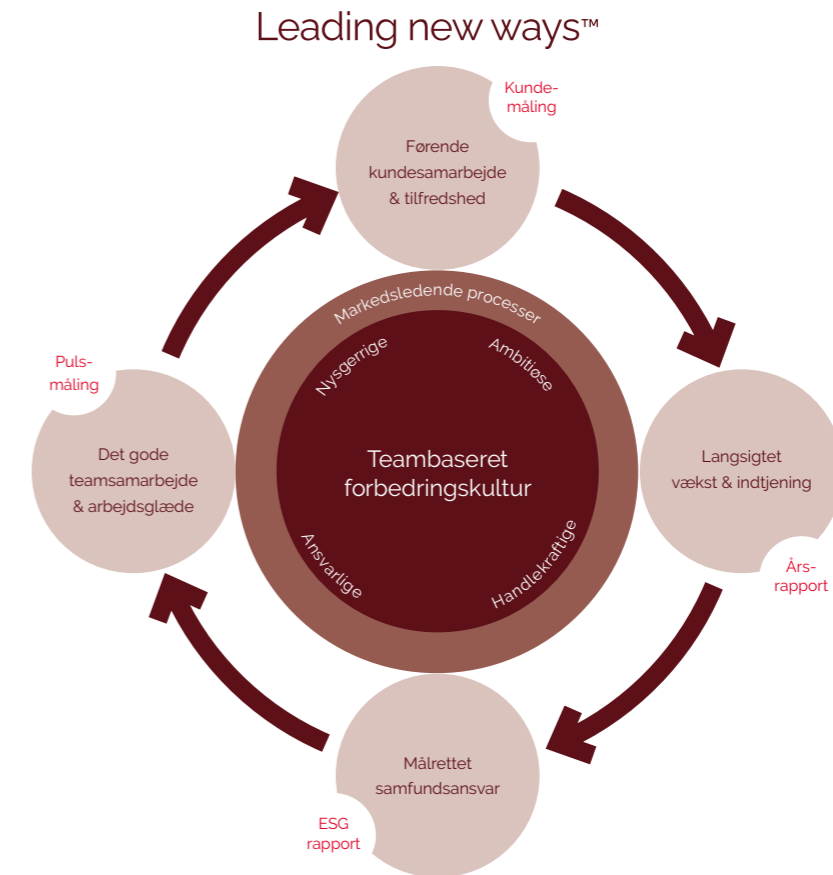 Leading new ways™
Kunde-
måling
Førende
kundesamarbejde
& tilfredshed
Markedsledende processer
Nysgerrige
Ambitiøse
Puls-
måling
Det gode
teamsamarbejde
& arbejdsglæde
Teambaseret
forbedringskultur
Langsigtet
vækst & indtjening
Års-
rapport
Ansvarlige
Handlekraftige
Målrettet
samfundsansvar
ESG
rapport